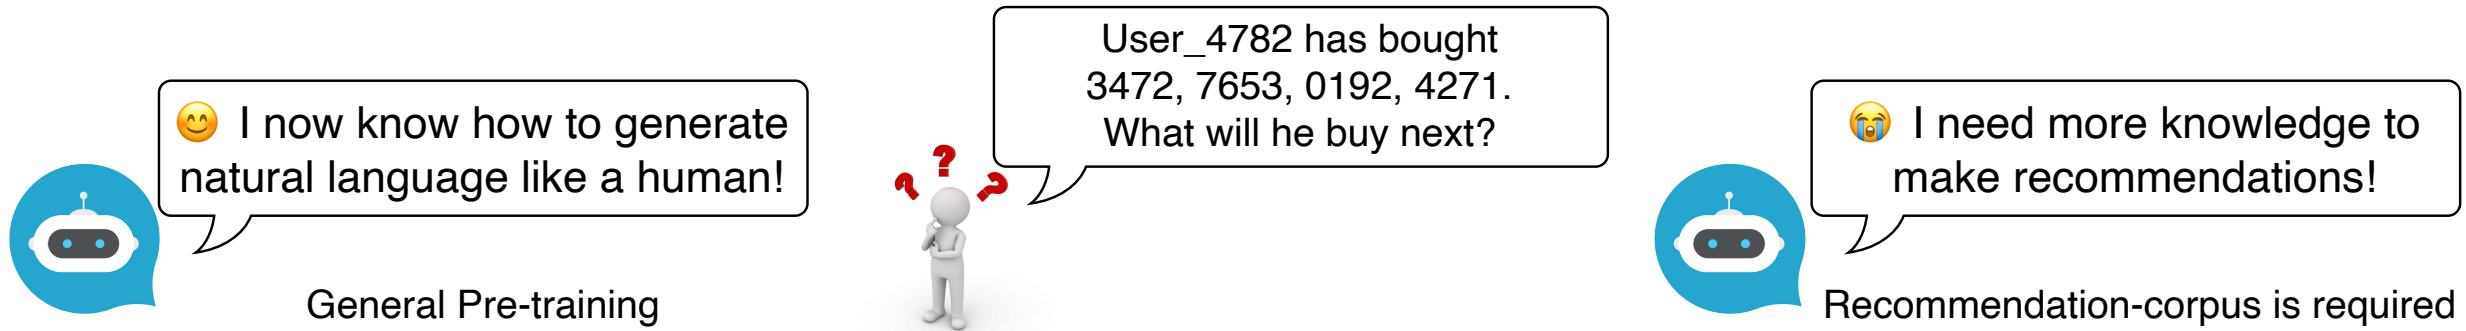 😊 I now know how to generate
natural language like a human!
General Pre-training
User_4782 has bought
3472, 7653, 0192, 4271.
What will he buy next?
😭 I need more knowledge to
make recommendations!
Recommendation-corpus is required